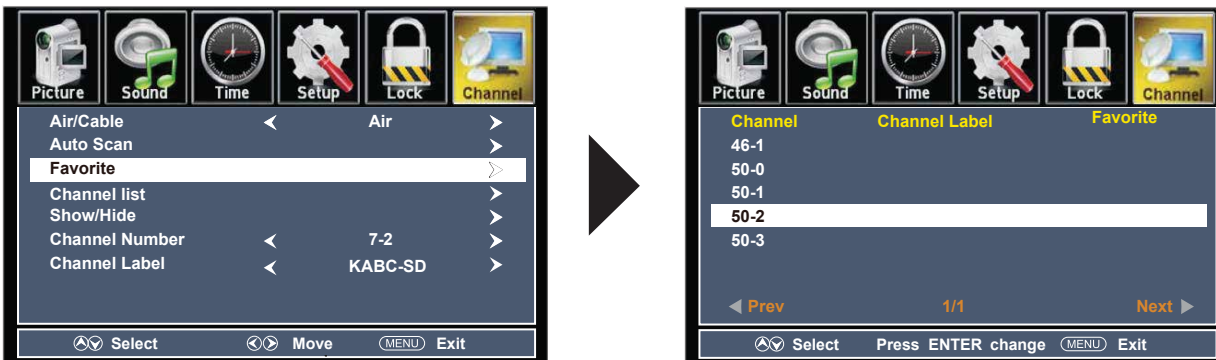 Picture Sound Time Setup Lock Channel
Air/Cable Air
Auto Scan
Favorite
Channel list
Show/Hide
Channel Number 7-2
Channel Label KABC-SD
Select Move MENU Exit
Picture Sound Time Setup Lock Channel
Channel Channel Label Favorite
46-1
50-0
50-1
50-2
50-3
Prev 1/1 Next
Select Press ENTER change MENU Exit